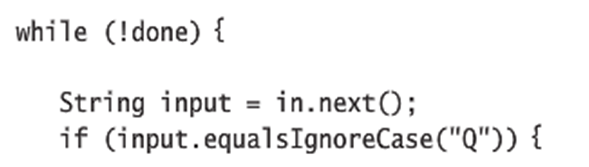 while (!done) {
String input = in.next();
if (input.equalsIgnoreCase("Q")) {